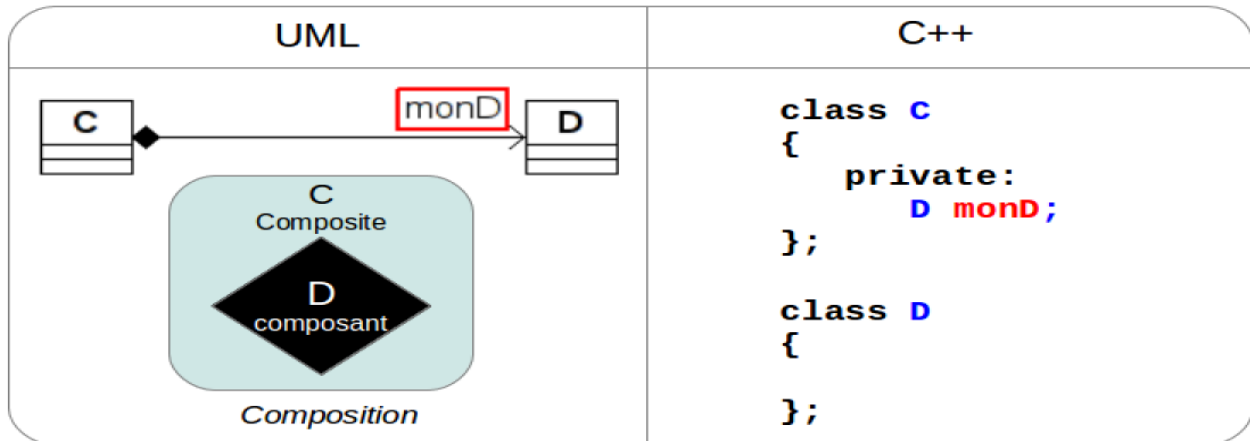 UML
C++
C
monD
D
C
Composite
D
composant
Composition
class C
{
private:
D monD;
};
class D
{
};